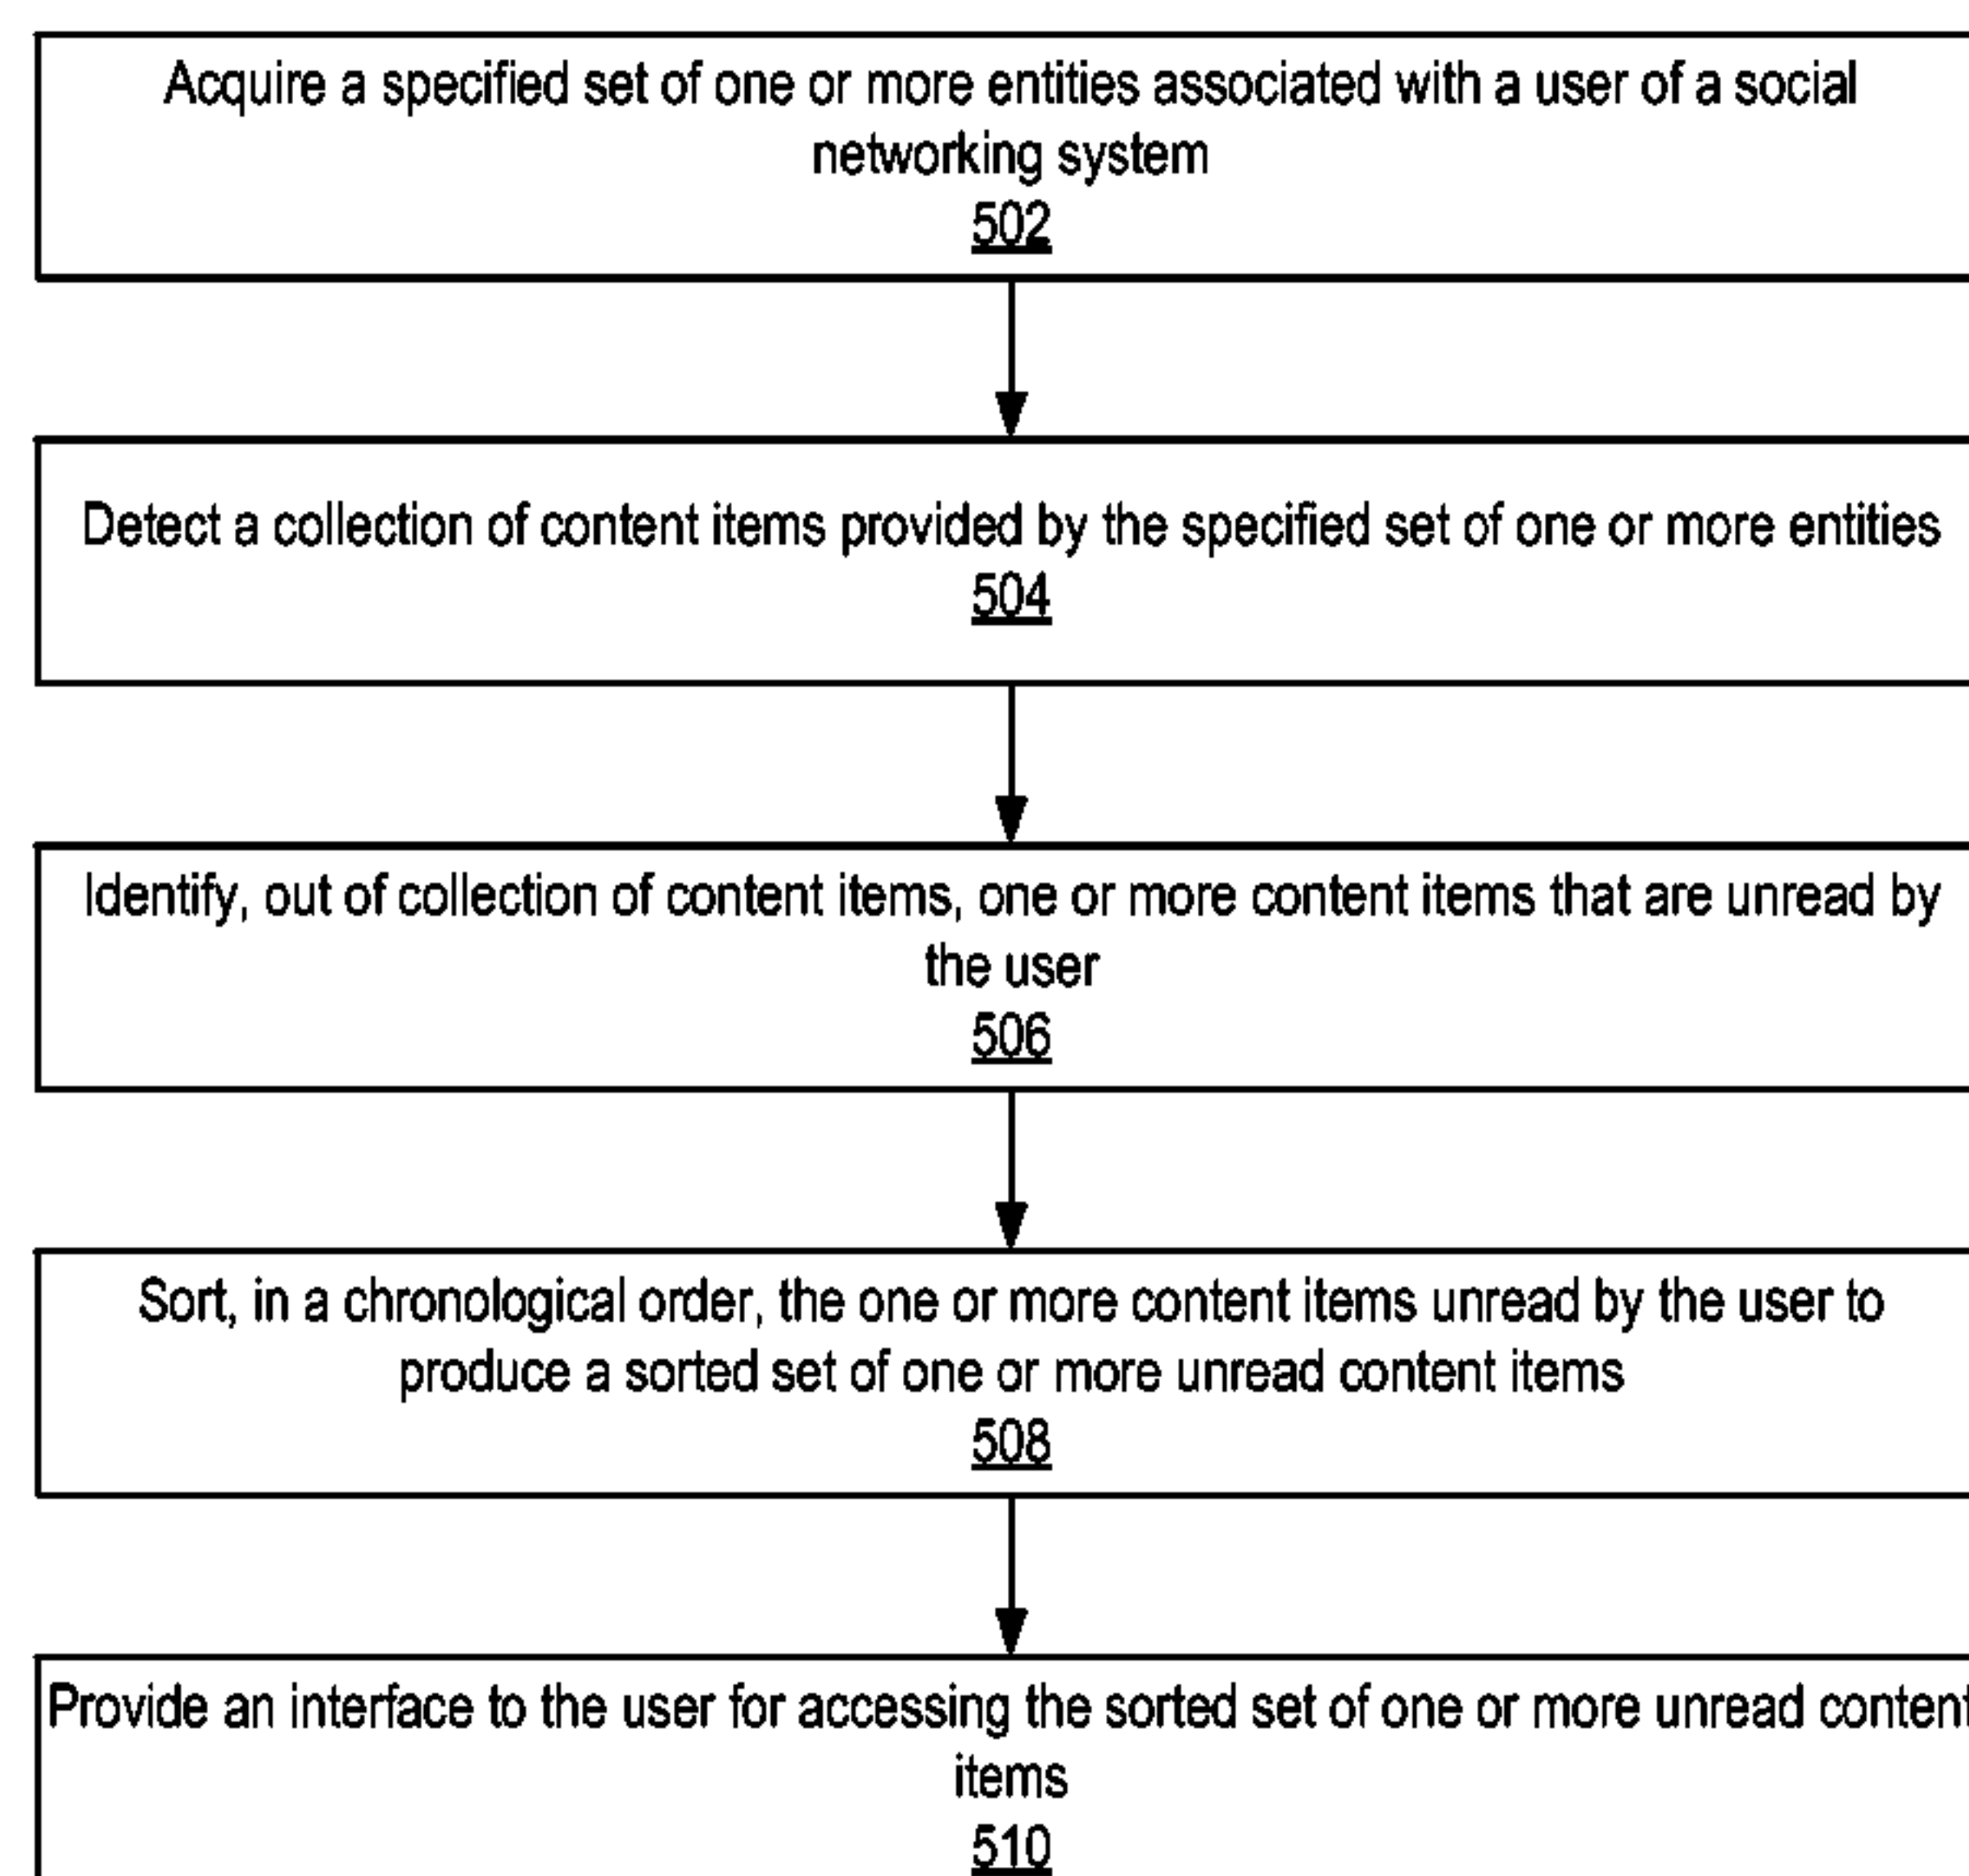 Acquire a specified set of one or more entities associated with a user of a social
networking system
502
Detect a collection of content items provided by the specified set of one or more entities
504
Identify, out of collection of content items, one or more content items that are unread by
the user
506
Sort, in a chronological order, the one or more content items unread by the user to
produce a sorted set of one or more unread content items
508
Provide an interface to the user for accessing the sorted set of one or more unread content
items
510